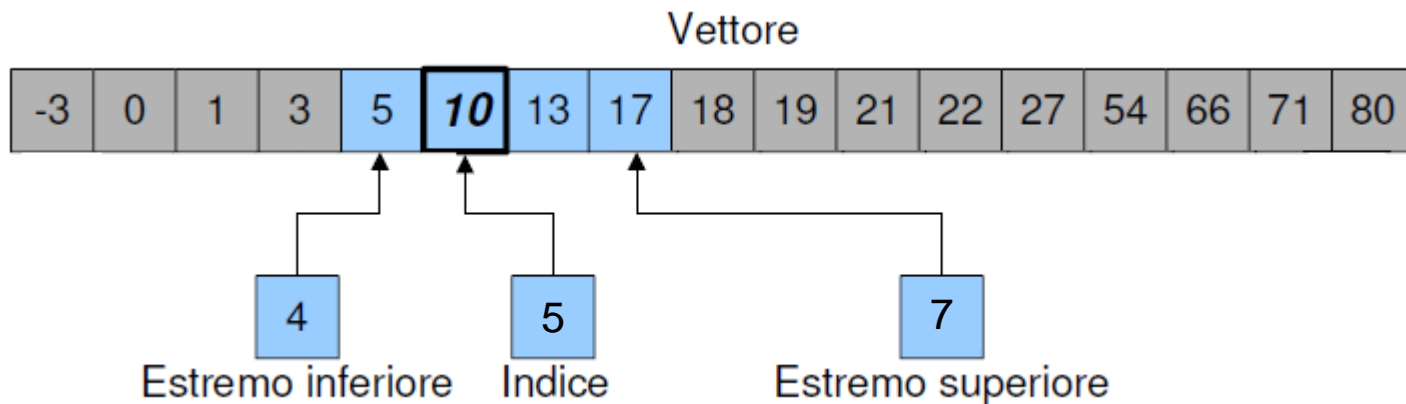 Vettore
-3 0 1 3 5 10 13 17 18 19 21 22 27 54 66 71 80
4 5 7
Estremo inferiore Indice Estremo superiore